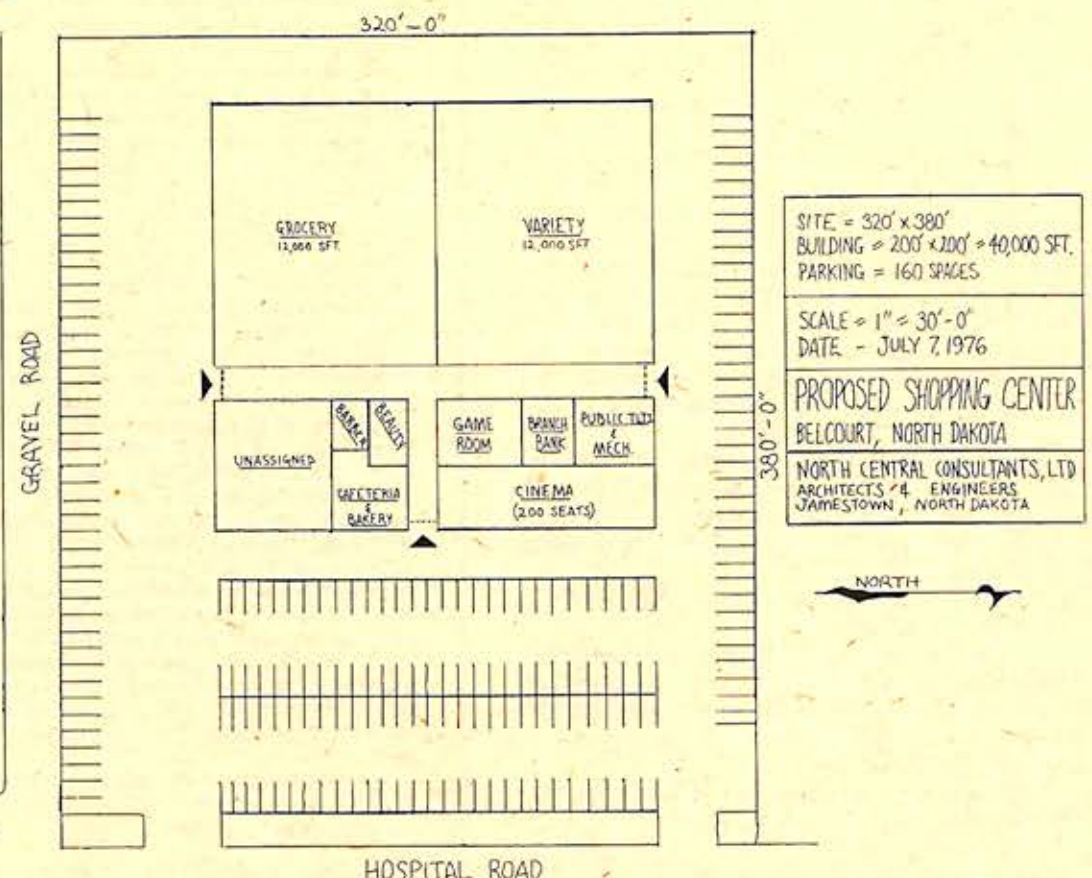 320'-0"
GROCERY
12,000 SFT
VARIETY
12,000 SFT
GRAVEL ROAD
UNASSIGNED
BARBER
BEAUTY
CAFETERIA
&
BAKERY
GAME
ROOM
BRANCH
BANK
PUBLIC TLTS
&
MECH.
CINEMA
(200 SEATS)
380'-0"
HOSPITAL ROAD
SITE = 320' x 380'
BUILDING = 200' x 200' = 40,000 SFT.
PARKING = 160 SPACES
SCALE = 1" = 30'-0"
DATE - JULY 7, 1976
PROPOSED SHOPPING CENTER
BELCOURT, NORTH DAKOTA
NORTH CENTRAL CONSULTANTS, LTD
ARCHITECTS & ENGINEERS
JAMESTOWN, NORTH DAKOTA
NORTH